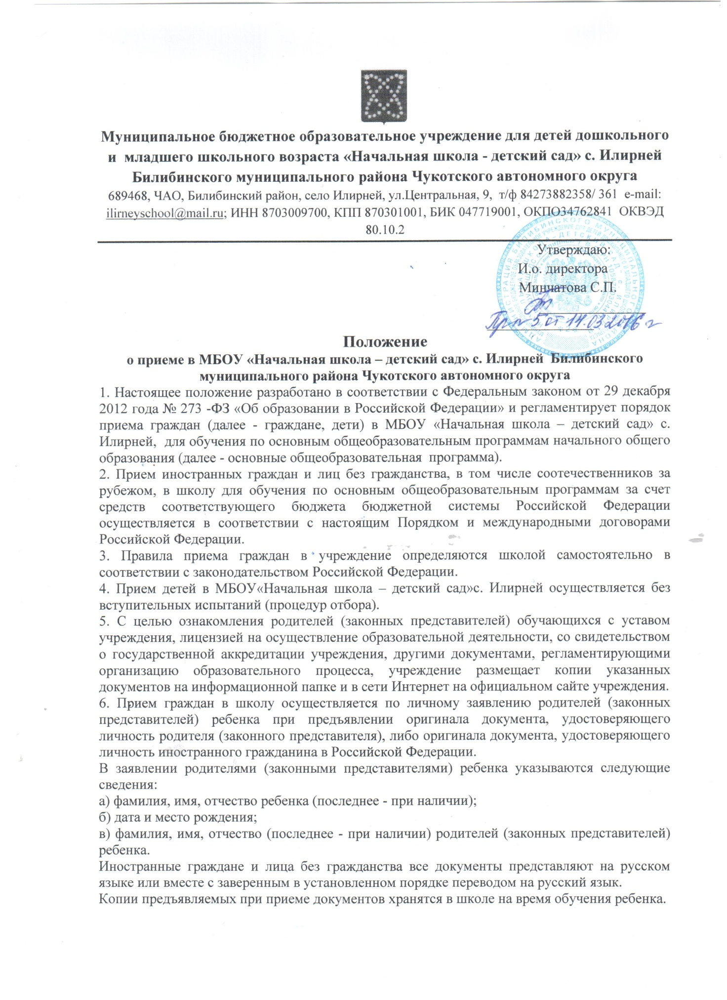 Муниципальное бюджетное образовательное учреждение для детей дошкольного
и младшего школьного возраста «Начальная школа - детский сад» с. Илирней
Билибинского муниципального района Чукотского автономного округа
689468, ЧАО, Билибинский район, село Илирней, ул.Центральная, 9, т/ф 84273882358/ 361 e-mail:
ilirneyschool@mail.ru; ИНН 8703009700, КПП 870301001, БИК 047719001, ОКПО34762841 ОКВЭД
80.10.2
Утверждаю:
И.о. директора
Минчатова С.П.
Пр № 5 от 14.03.2016 г
Положение
о приеме в МБОУ «Начальная школа – детский сад» с. Илирней Билибинского
муниципального района Чукотского автономного округа
1. Настоящее положение разработано в соответствии с Федеральным законом от 29 декабря
2012 года № 273 -ФЗ «Об образовании в Российской Федерации» и регламентирует порядок
приема граждан (далее - граждане, дети) в МБОУ «Начальная школа – детский сад» с.
Илирней, для обучения по основным общеобразовательным программам начального общего
образования (далее - основные общеобразовательная программа).
2. Прием иностранных граждан и лиц без гражданства, в том числе соотечественников за
рубежом, в школу для обучения по основным общеобразовательным программам за счет
средств соответствующего бюджета бюджетной системы Российской Федерации
осуществляется в соответствии с настоящим Порядком и международными договорами
Российской Федерации.
3. Правила приема граждан в учреждение определяются школой самостоятельно в
соответствии с законодательством Российской Федерации.
4. Прием детей в МБОУ«Начальная школа – детский сад»с. Илирней осуществляется без
вступительных испытаний (процедур отбора).
5. С целью ознакомления родителей (законных представителей) обучающихся с уставом
учреждения, лицензией на осуществление образовательной деятельности, со свидетельством
о государственной аккредитации учреждения, другими документами, регламентирующими
организацию образовательного процесса, учреждение размещает копии указанных
документов на информационной папке и в сети Интернет на официальном сайте учреждения.
6. Прием граждан в школу осуществляется по личному заявлению родителей (законных
представителей) ребенка при предъявлении оригинала документа, удостоверяющего
личность родителя (законного представителя), либо оригинала документа, удостоверяющего
личность иностранного гражданина в Российской Федерации.
В заявлении родителями (законными представителями) ребенка указываются следующие
сведения:
а) фамилия, имя, отчество ребенка (последнее - при наличии);
б) дата и место рождения;
в) фамилия, имя, отчество (последнее - при наличии) родителей (законных представителей)
ребенка.
Иностранные граждане и лица без гражданства все документы представляют на русском
языке или вместе с заверенным в установленном порядке переводом на русский язык.
Копии предъявляемых при приеме документов хранятся в школе на время обучения ребенка.